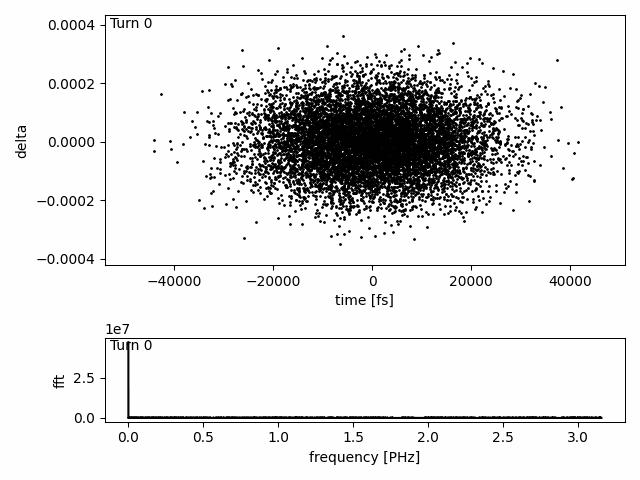 Turn 0
0.0004
0.0002
0.0000
−0.0002
−0.0004
delta
−40000 −20000 0 20000 40000
time [fs]
1e7
Turn 0
2.5
0.0
fft
0.0 0.5 1.0 1.5 2.0 2.5 3.0
frequency [PHz]